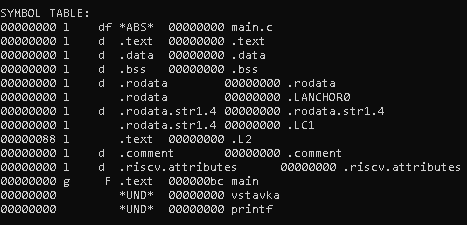 SYMBOL TABLE:
00000000 l    df *ABS*  00000000 main.c
00000000 l    d  .text  00000000 .text
00000000 l    d  .data  00000000 .data
00000000 l    d  .bss   00000000 .bss
00000000 l    d  .rodata        00000000 .rodata
00000000 l       .rodata        00000000 .LANCHOR0
00000000 l    d  .rodata.str1.4 00000000 .rodata.str1.4
00000000 l       .rodata.str1.4 00000000 .LC1
00000088 l       .text  00000000 .L2
00000000 l    d  .comment       00000000 .comment
00000000 l    d  .riscv.attributes      00000000 .riscv.attributes
00000000 g     F .text  000000bc main
00000000         *UND*  00000000 vstavka
00000000         *UND*  00000000 printf